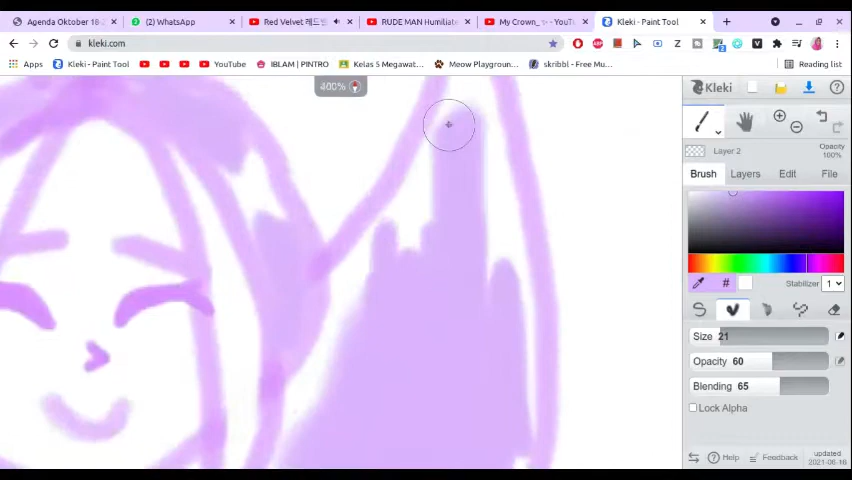 Agenda Oktober 18-2
(2) WhatsApp
Red Velvet 레드벨
RUDE MAN Humiliate
My Crown_✨ - YouT
Kleki - Paint Tool
kleki.com
Apps
Kleki - Paint Tool
YouTube
IBLAM | PINTRO
Kelas 5 Megawat...
Meow Playgroun...
skribbl - Free Mu...
Reading list
400%
Kleki
Layer 2
Opacity
100%
Brush
Layers
Edit
File
#
Stabilizer 1
Size 21
Opacity 60
Blending 65
Lock Alpha
Help
Feedback
updated
2021-06-16